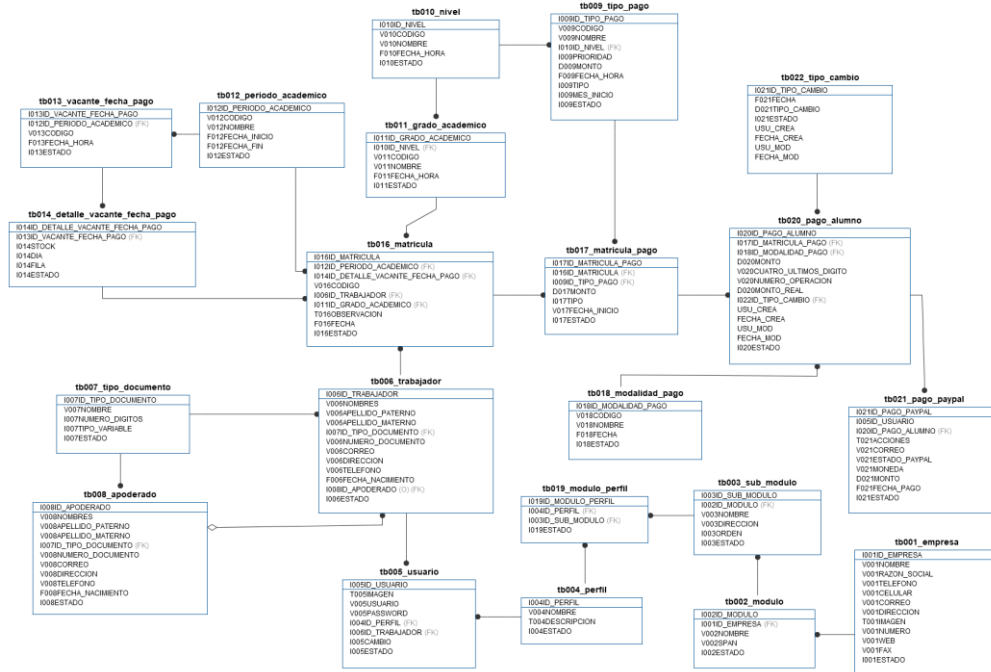 tb010_nivel
I010ID_NIVEL
V010CODIGO
V010NOMBRE
F010FECHA_HORA
I010ESTADO
tb009_tipo_pago
I009ID_TIPO_PAGO
V009CODIGO
V009NOMBRE
I010ID_NIVEL (FK)
I009PRIORIDAD
D009MONTO
F009FECHA_HORA
I009TIPO
I009MES_INICIO
I009ESTADO
tb022_tipo_cambio
I021ID_TIPO_CAMBIO
F021FECHA
D021TIPO_CAMBIO
I021ESTADO
USU_CREA
FECHA_CREA
USU_MOD
FECHA_MOD
tb013_vacante_fecha_pago
I013ID_VACANTE_FECHA_PAGO
I012ID_PERIODO_ACADEMICO (FK)
V013CODIGO
F013FECHA_HORA
I013ESTADO
tb012_periodo_academico
I012ID_PERIODO_ACADEMICO
V012CODIGO
V012NOMBRE
F012FECHA_INICIO
F012FECHA_FIN
I012ESTADO
tb011_grado_academico
I011ID_GRADO_ACADEMICO
I010ID_NIVEL (FK)
V011CODIGO
V011NOMBRE
F011FECHA_HORA
I011ESTADO
tb014_detalle_vacante_fecha_pago
I014ID_DETALLE_VACANTE_FECHA_PAGO
I013ID_VACANTE_FECHA_PAGO (FK)
I014STOCK
I014DIA
I014FILA
I014ESTADO
tb016_matricula
I016ID_MATRICULA
I012ID_PERIODO_ACADEMICO (FK)
I014ID_DETALLE_VACANTE_FECHA_PAGO (FK)
V016CODIGO
I006ID_TRABAJADOR (FK)
I011ID_GRADO_ACADEMICO (FK)
T016OBSERVACION
F016FECHA
I016ESTADO
tb017_matricula_pago
I017ID_MATRICULA_PAGO
I016ID_MATRICULA (FK)
I009ID_TIPO_PAGO (FK)
D017MONTO
I017TIPO
V017FECHA_INICIO
I017ESTADO
tb020_pago_alumno
I020ID_PAGO_ALUMNO
I017ID_MATRICULA_PAGO (FK)
I018ID_MODALIDAD_PAGO (FK)
D020MONTO
V020CUATRO_ULTIMOS_DIGITO
V020NUMERO_OPERACION
D020MONTO_REAL
I022ID_TIPO_CAMBIO (FK)
USU_CREA
FECHA_CREA
USU_MOD
FECHA_MOD
I020ESTADO
tb007_tipo_documento
I007ID_TIPO_DOCUMENTO
V007NOMBRE
I007NUMERO_DIGITOS
I007TIPO_VARIABLE
I007ESTADO
tb006_trabajador
I006ID_TRABAJADOR
V006NOMBRES
V006APELLIDO_PATERNO
V006APELLIDO_MATERNO
I007ID_TIPO_DOCUMENTO (FK)
V006NUMERO_DOCUMENTO
V006CORREO
V006DIRECCION
V006TELEFONO
F006FECHA_NACIMIENTO
I008ID_APODERADO (O) (FK)
I006ESTADO
tb018_modalidad_pago
I018ID_MODALIDAD_PAGO
V018CODIGO
V018NOMBRE
F018FECHA
I018ESTADO
tb021_pago_paypal
I021ID_PAGO_PAYPAL
I005ID_USUARIO
I020ID_PAGO_ALUMNO (FK)
T021ACCIONES
V021CORREO
V021ESTADO_PAYPAL
V021MONEDA
D021MONTO
F021FECHA_PAGO
I021ESTADO
tb008_apoderado
I008ID_APODERADO
V008NOMBRES
V008APELLIDO_PATERNO
V008APELLIDO_MATERNO
I007ID_TIPO_DOCUMENTO (FK)
V008NUMERO_DOCUMENTO
V008CORREO
V008DIRECCION
V008TELEFONO
F008FECHA_NACIMIENTO
I008ESTADO
tb019_modulo_perfil
I019ID_MODULO_PERFIL
I004ID_PERFIL (FK)
I003ID_SUB_MODULO (FK)
I019ESTADO
tb003_sub_modulo
I003ID_SUB_MODULO
I002ID_MODULO (FK)
V003NOMBRE
V003DIRECCION
I003ORDEN
I003ESTADO
tb005_usuario
I005ID_USUARIO
T005IMAGEN
V005USUARIO
V005PASSWORD
I004ID_PERFIL (FK)
I006ID_TRABAJADOR (FK)
I005CAMBIO
I005ESTADO
tb004_perfil
I004ID_PERFIL
V004NOMBRE
T004DESCRIPCION
I004ESTADO
tb002_modulo
I002ID_MODULO
I001ID_EMPRESA (FK)
V002NOMBRE
V002SPAN
I002ESTADO
tb001_empresa
I001ID_EMPRESA
V001NOMBRE
V001RAZON_SOCIAL
V001TELEFONO
V001CELULAR
V001CORREO
V001DIRECCION
T001IMAGEN
V001NUMERO
V001WEB
V001FAX
I001ESTADO